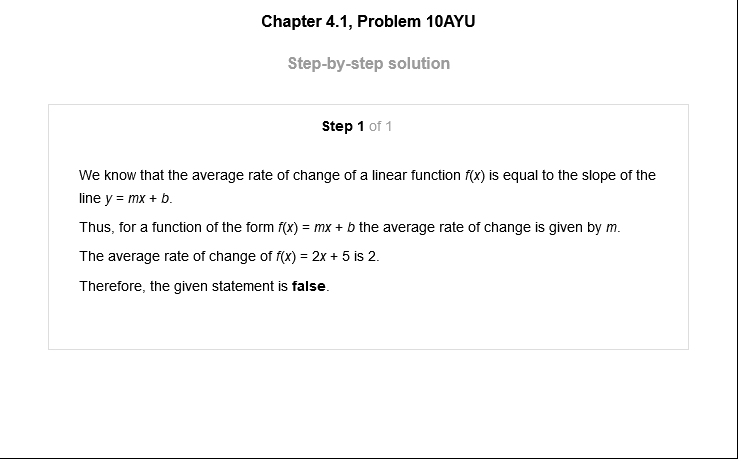 Chapter 4.1, Problem 10AYU
Step-by-step solution
Step 1 of 1
We know that the average rate of change of a linear function f(x) is equal to the slope of the
line y = mx + b.
Thus, for a function of the form f(x) = mx + b the average rate of change is given by m.
The average rate of change of f(x) = 2x + 5 is 2.
Therefore, the given statement is false.